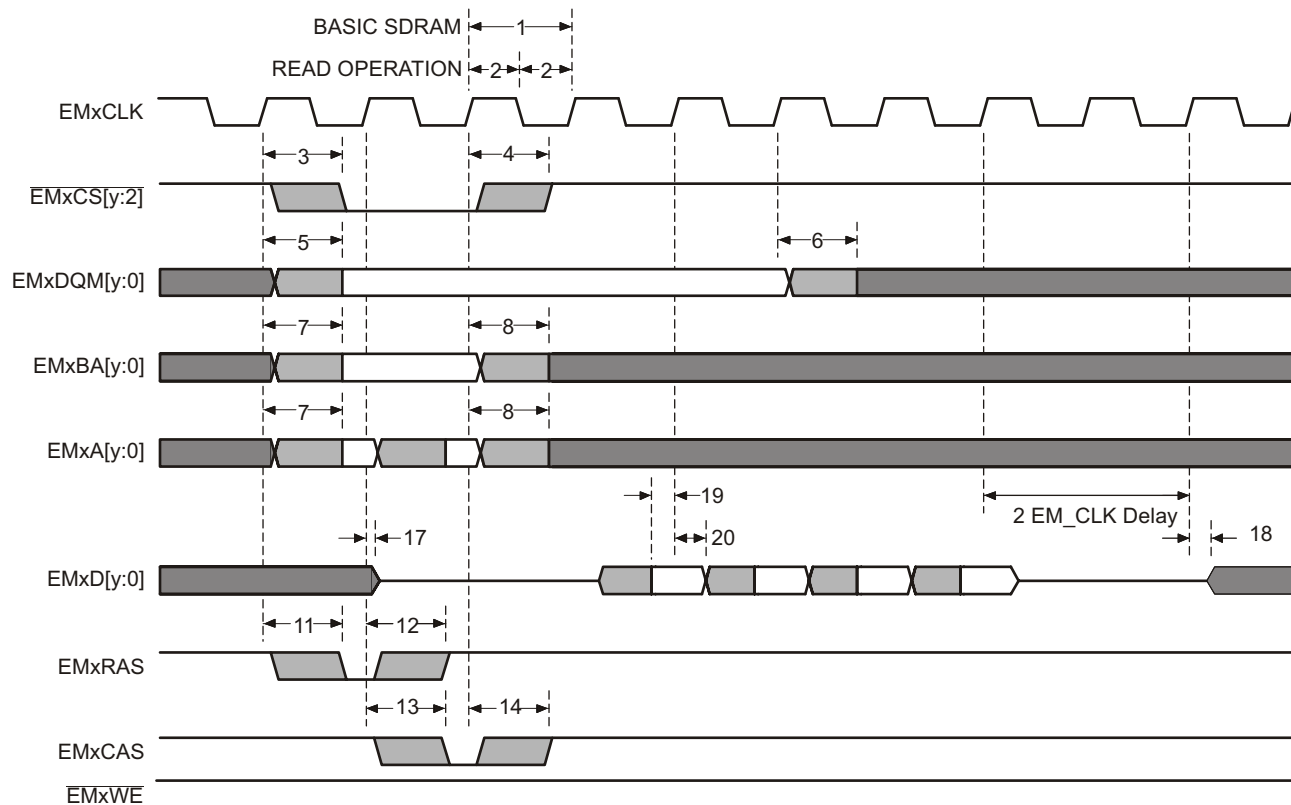 BASIC SDRAM
1
READ OPERATION
2 2
EMxCLK
3 4
EMxCS[y:2]
5 6
EMxDQM[y:0]
7 8
EMxBA[y:0]
7 8
EMxA[y:0]
19
2 EM_CLK Delay
17 20 18
EMxD[y:0]
11 12
EMxRAS
13 14
EMxCAS
EMxWE